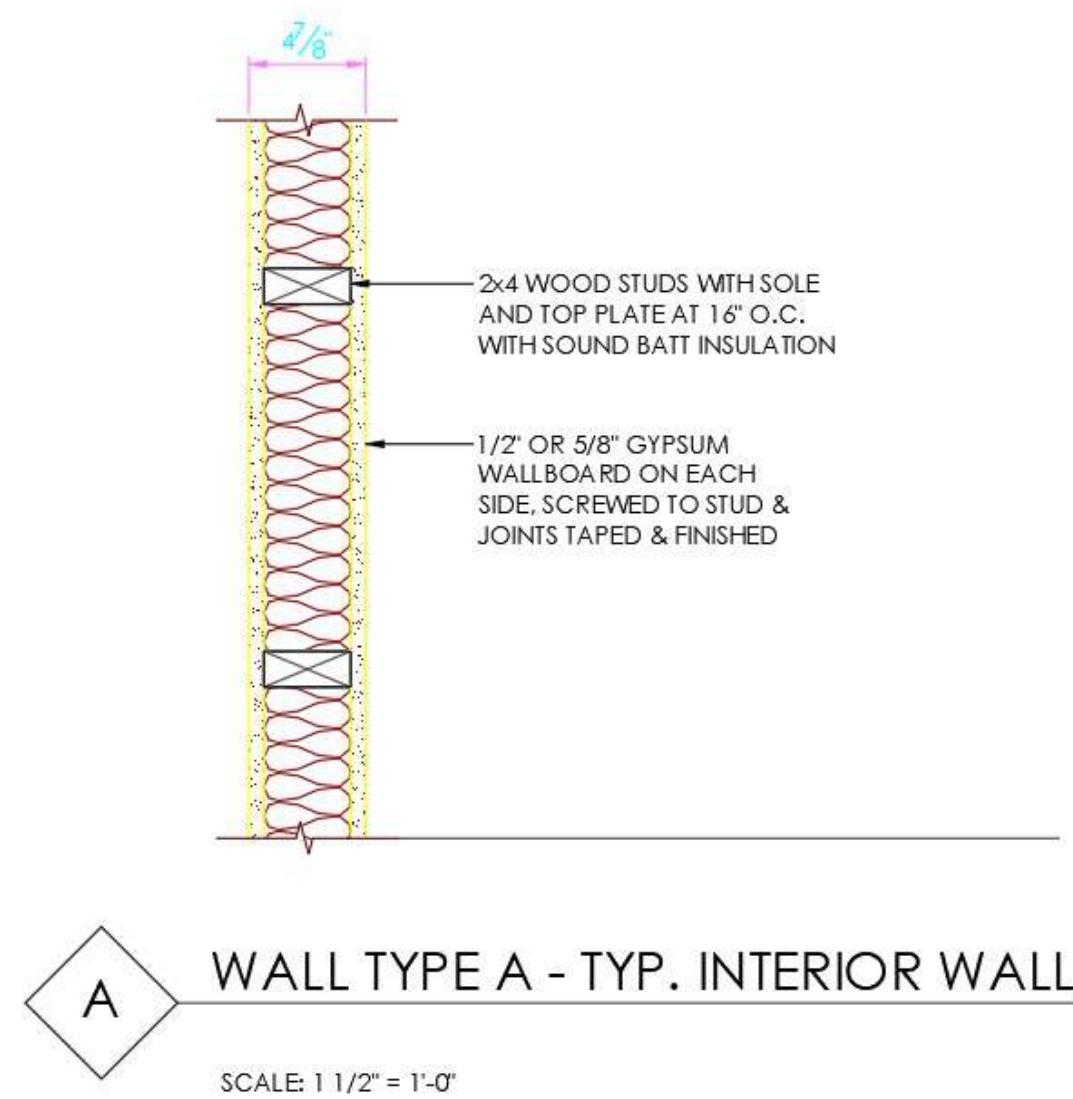 4 7/8"
2x4 WOOD STUDS WITH SOLE
AND TOP PLATE AT 16" O.C.
WITH SOUND BATT INSULATION
1/2" OR 5/8" GYPSUM
WALLBOARD ON EACH
SIDE, SCREWED TO STUD &
JOINTS TAPED & FINISHED
A
WALL TYPE A - TYP. INTERIOR WALL
SCALE: 1 1/2" = 1'-0"